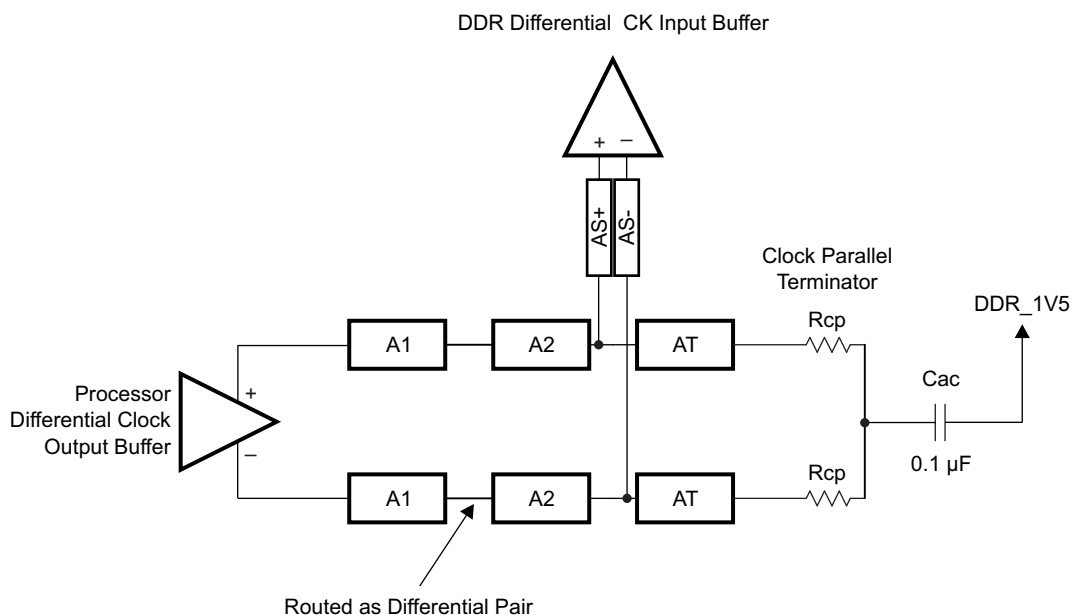 DDR Differential CK Input Buffer
+ −
AS+ AS-
Clock Parallel
Terminator
DDR_1V5
A1 A2 AT Rcp
Cac
Processor
Differential Clock
Output Buffer
+
−
0.1 µF
A1 A2 AT Rcp
Routed as Differential Pair